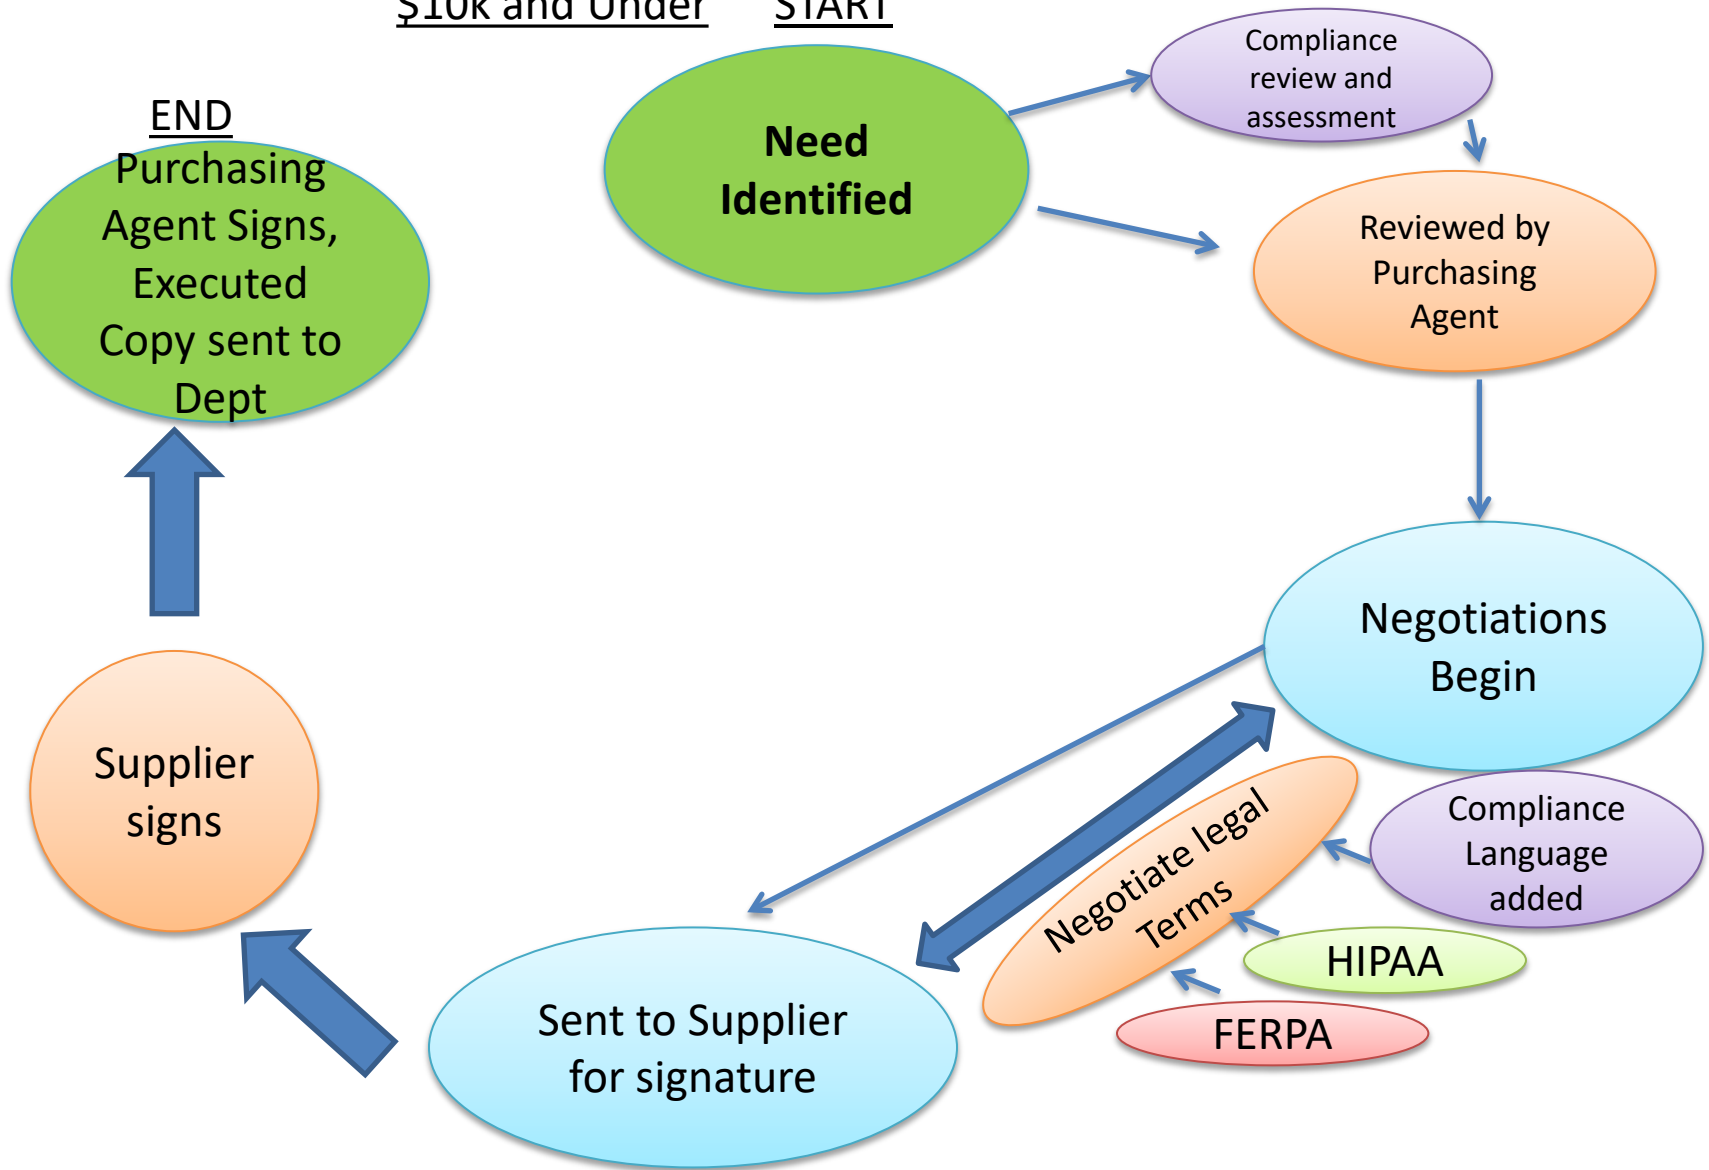 $10k and Under
START
Compliance
review and
assessment
END
Need
Identified
Purchasing
Agent Signs,
Executed
Copy sent to
Dept
Reviewed by
Purchasing
Agent
Negotiations
Begin
Supplier
signs
Negotiate legal
Terms
Compliance
Language
added
HIPAA
FERPA
Sent to Supplier
for signature